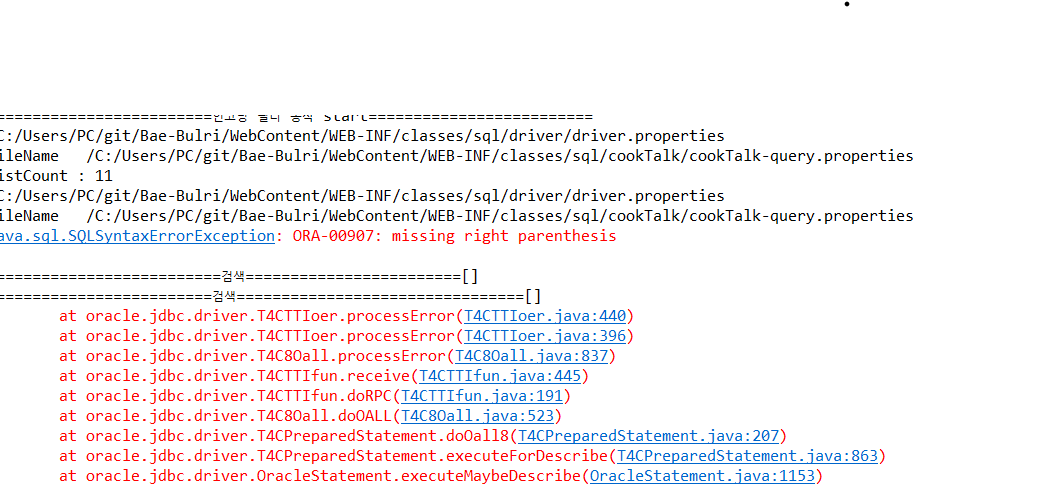 ========================인코딩 필터 동작 start=========================
C:/Users/PC/git/Bae-Bulri/WebContent/WEB-INF/classes/sql/driver/driver.properties
ileName   /C:/Users/PC/git/Bae-Bulri/WebContent/WEB-INF/classes/sql/cookTalk/cookTalk-query.properties
istCount : 11
C:/Users/PC/git/Bae-Bulri/WebContent/WEB-INF/classes/sql/driver/driver.properties
ileName   /C:/Users/PC/git/Bae-Bulri/WebContent/WEB-INF/classes/sql/cookTalk/cookTalk-query.properties
ava.sql.SQLSyntaxErrorException: ORA-00907: missing right parenthesis
=========================검색========================[]
========================검색================================[]
at oracle.jdbc.driver.T4CTTIoer.processError(T4CTTIoer.java:440)
at oracle.jdbc.driver.T4CTTIoer.processError(T4CTTIoer.java:396)
at oracle.jdbc.driver.T4C8Oall.processError(T4C8Oall.java:837)
at oracle.jdbc.driver.T4CTTIfun.receive(T4CTTIfun.java:445)
at oracle.jdbc.driver.T4CTTIfun.doRPC(T4CTTIfun.java:191)
at oracle.jdbc.driver.T4C8Oall.doOALL(T4C8Oall.java:523)
at oracle.jdbc.driver.T4CPreparedStatement.doOall8(T4CPreparedStatement.java:207)
at oracle.jdbc.driver.T4CPreparedStatement.executeForDescribe(T4CPreparedStatement.java:863)
at oracle.jdbc.driver.OracleStatement.executeMaybeDescribe(OracleStatement.java:1153)